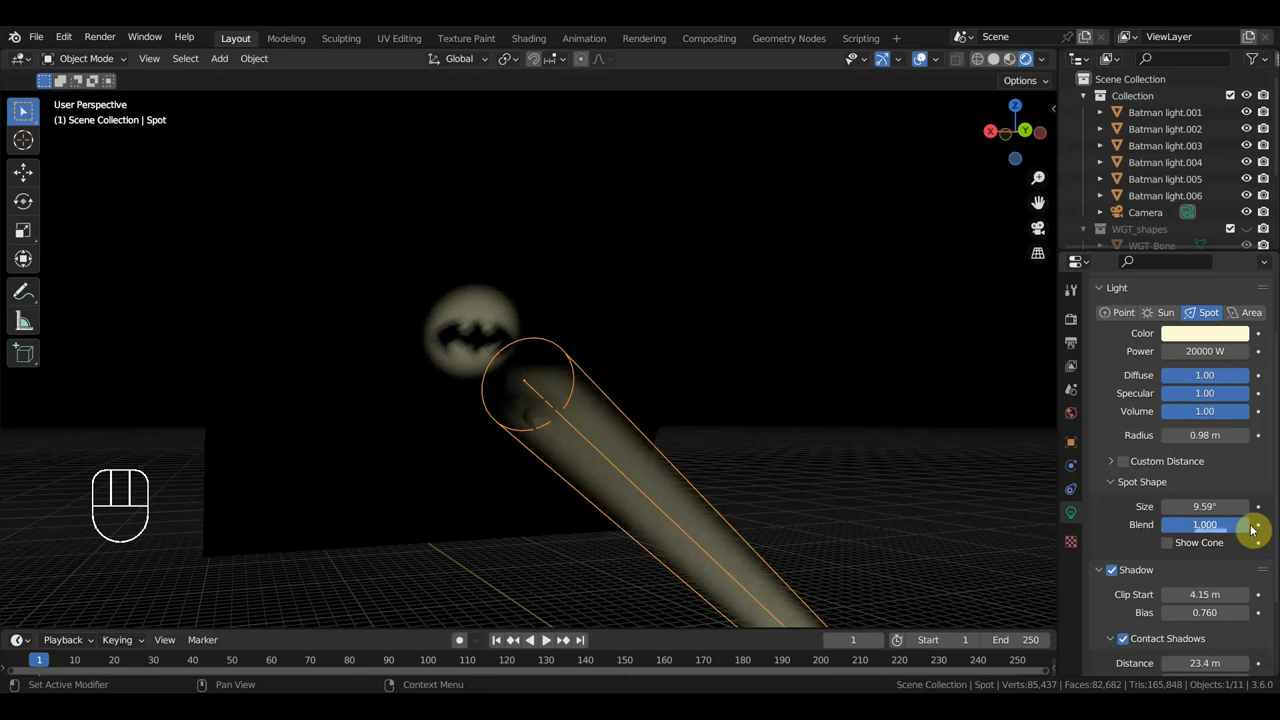 File Edit Render Window Help Layout Modeling Sculpting UV Editing Texture Paint Shading Animation Rendering Compositing Geometry Nodes Scripting + Scene ViewLayer
Object Mode View Select Add Object Global
Options
User Perspective
(1) Scene Collection | Spot
Z
X
Y
Scene Collection
Collection
Batman light.001
Batman light.002
Batman light.003
Batman light.004
Batman light.005
Batman light.006
Camera
WGT_shapes
WGT_Bone
Light
Point Sun Spot Area
Color
Power 20000 W
Diffuse 1.00
Specular 1.00
Volume 1.00
Radius 0.98 m
Custom Distance
Spot Shape
Size 9.59°
Blend 1.000
Show Cone
Shadow
Clip Start 4.15 m
Bias 0.760
Contact Shadows
Distance 23.4 m
Playback Keying View Marker 1 Start 1 End 250
1 10 20 30 40 50 60 70 80 90 100 110 120 130 140 150 160 170 180 190 200 210 220 230 240 250
Set Active Modifier Pan View Context Menu Scene Collection | Spot | Verts:85,437 | Faces:82,682 | Tris:165,848 | Objects:1/11 | 3.6.0